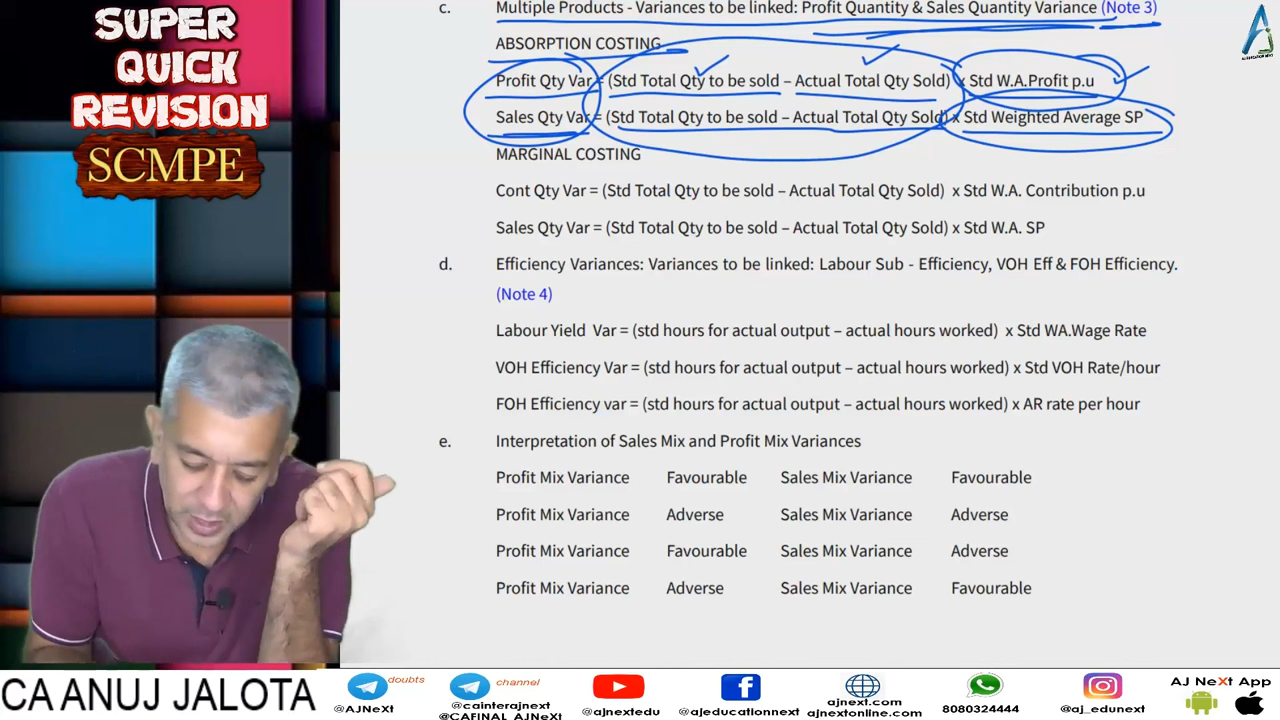 SUPER
QUICK
REVISION
SCMPE
c. Multiple Products - Variances to be linked: Profit Quantity & Sales Quantity Variance (Note 3)
ABSORPTION COSTING
Profit Qty Var = (Std Total Qty to be sold – Actual Total Qty Sold) x Std W.A.Profit p.u
Sales Qty Var = (Std Total Qty to be sold – Actual Total Qty Sold) x Std Weighted Average SP
MARGINAL COSTING
Cont Qty Var = (Std Total Qty to be sold – Actual Total Qty Sold) x Std W.A. Contribution p.u
Sales Qty Var = (Std Total Qty to be sold – Actual Total Qty Sold) x Std W.A. SP
d. Efficiency Variances: Variances to be linked: Labour Sub - Efficiency, VOH Eff & FOH Efficiency.
(Note 4)
Labour Yield Var = (std hours for actual output – actual hours worked) x Std WA.Wage Rate
VOH Efficiency Var = (std hours for actual output – actual hours worked) x Std VOH Rate/hour
FOH Efficiency var = (std hours for actual output – actual hours worked) x AR rate per hour
e. Interpretation of Sales Mix and Profit Mix Variances
Profit Mix Variance Favourable Sales Mix Variance Favourable
Profit Mix Variance Adverse Sales Mix Variance Adverse
Profit Mix Variance Favourable Sales Mix Variance Adverse
Profit Mix Variance Adverse Sales Mix Variance Favourable
CA ANUJ JALOTA
doubts
@AJNeXt
channel
@cainterajnext
@CAFINAL_AJNeXt
@ajnextedu
@ajeducationnext
ajnext.com
ajnextonline.com
8080324444
@aj_edunext
AJ NeXt App